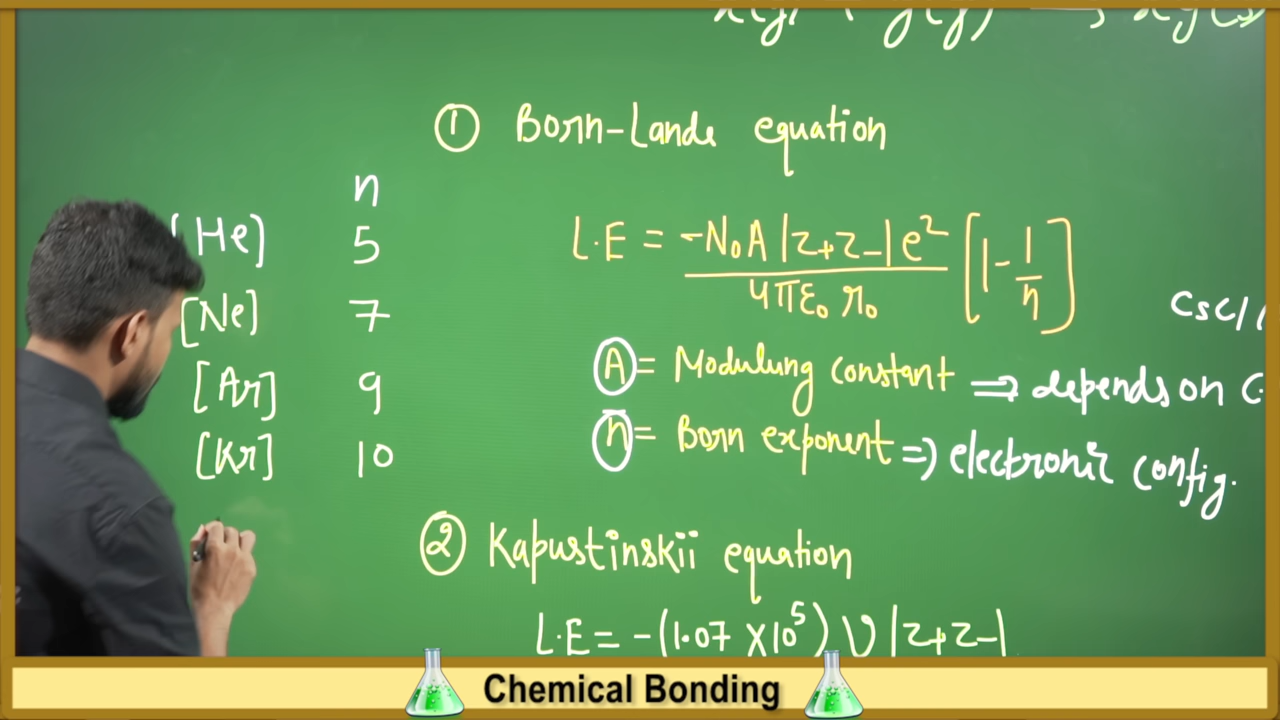 ① Born-Lande equation
n
[He] 5
[Ne] 7
[Ar] 9
[Kr] 10
L.E = -N₀A|z+z-|e² / 4πε₀ r₀ [1 - 1/n]
A = Modulung constant ⇒ depends on
n = Born exponent ⇒ electronic config.
② Kapustinskii equation
L.E = -(1.07 ×10⁵) υ |z+z-|
Chemical Bonding